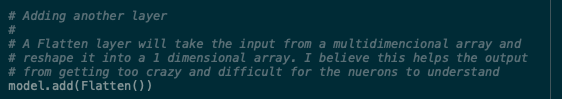 # Adding another layer
#
# A Flatten layer will take the input from a multidimencional array and
# reshape it into a 1 dimensional array. I believe this helps the output
# from getting too crazy and difficult for the nuerons to understand
model.add(Flatten())